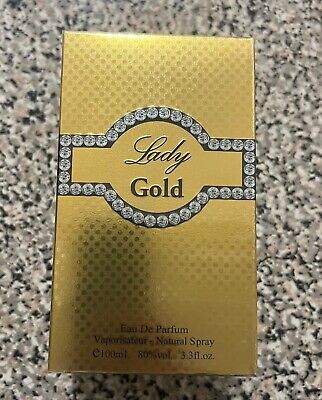 Lady
Gold
Eau De Parfum
Vaporisateur - Natural Spray
℮100ml. 80%vol. 3.3fl.oz.